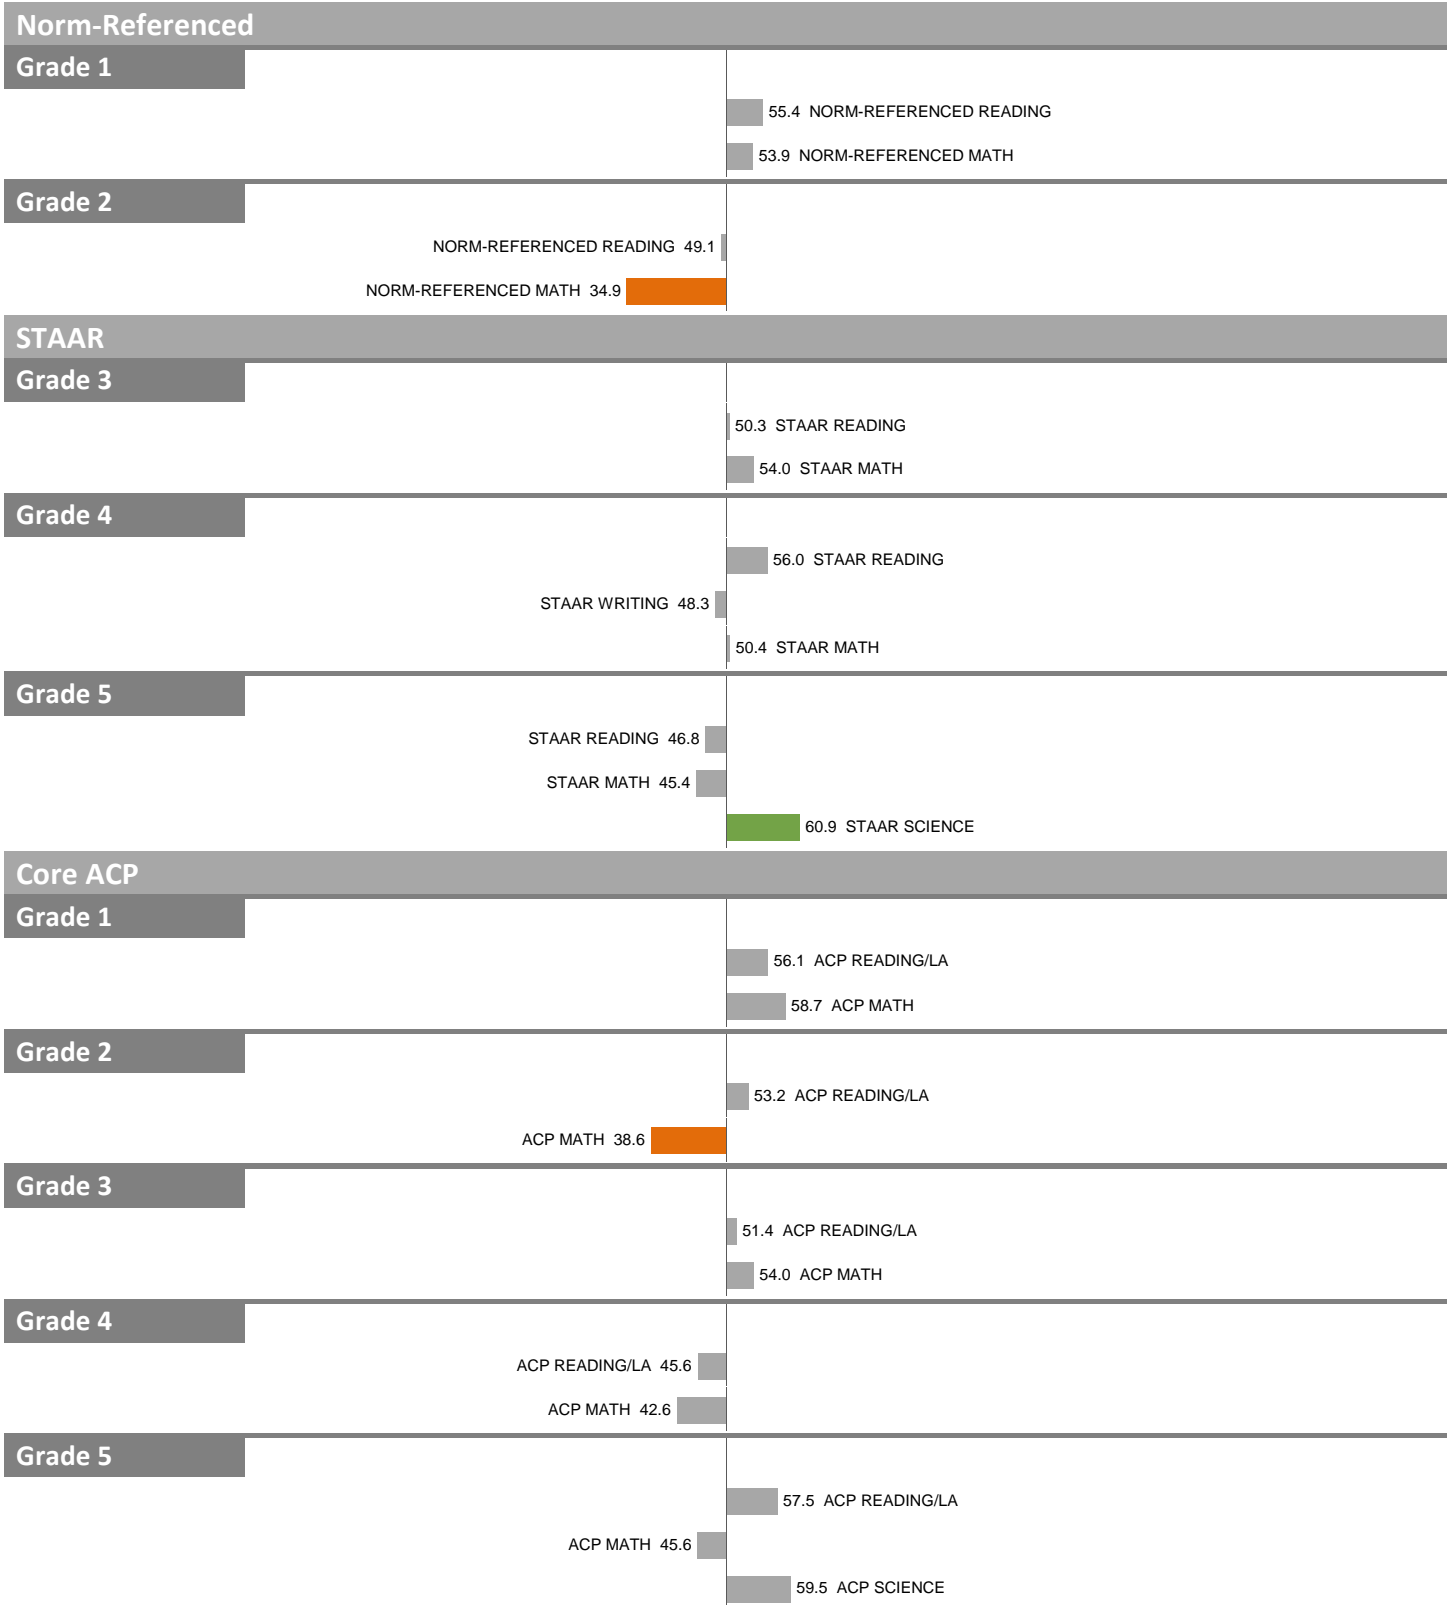 Norm-Referenced
Grade 1
55.4 NORM-REFERENCED READING
53.9 NORM-REFERENCED MATH
Grade 2
NORM-REFERENCED READING 49.1
NORM-REFERENCED MATH 34.9
STAAR
Grade 3
50.3 STAAR READING
54.0 STAAR MATH
Grade 4
56.0 STAAR READING
STAAR WRITING 48.3
50.4 STAAR MATH
Grade 5
STAAR READING 46.8
STAAR MATH 45.4
60.9 STAAR SCIENCE
Core ACP
Grade 1
56.1 ACP READING/LA
58.7 ACP MATH
Grade 2
53.2 ACP READING/LA
ACP MATH 38.6
Grade 3
51.4 ACP READING/LA
54.0 ACP MATH
Grade 4
ACP READING/LA 45.6
ACP MATH 42.6
Grade 5
57.5 ACP READING/LA
ACP MATH 45.6
59.5 ACP SCIENCE